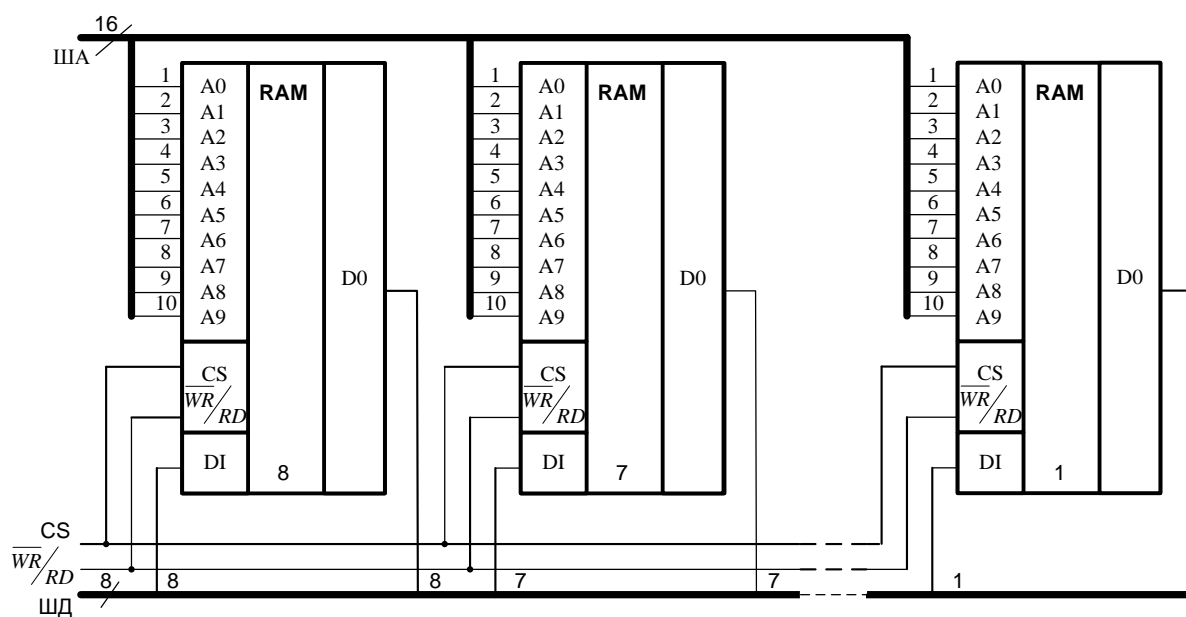 16
ША
1 A0 RAM
2 A1
3 A2
4 A3
5 A4
6 A5
7 A6
8 A7
9 A8 D0
10 A9
CS
WR/RD
DI
8
1 A0 RAM
2 A1
3 A2
4 A3
5 A4
6 A5
7 A6
8 A7
9 A8 D0
10 A9
CS
WR/RD
DI
7
1 A0 RAM
2 A1
3 A2
4 A3
5 A4
6 A5
7 A6
8 A7
9 A8 D0
10 A9
CS
WR/RD
DI
1
CS
WR/RD
8 8 8 7 7 1
ШД